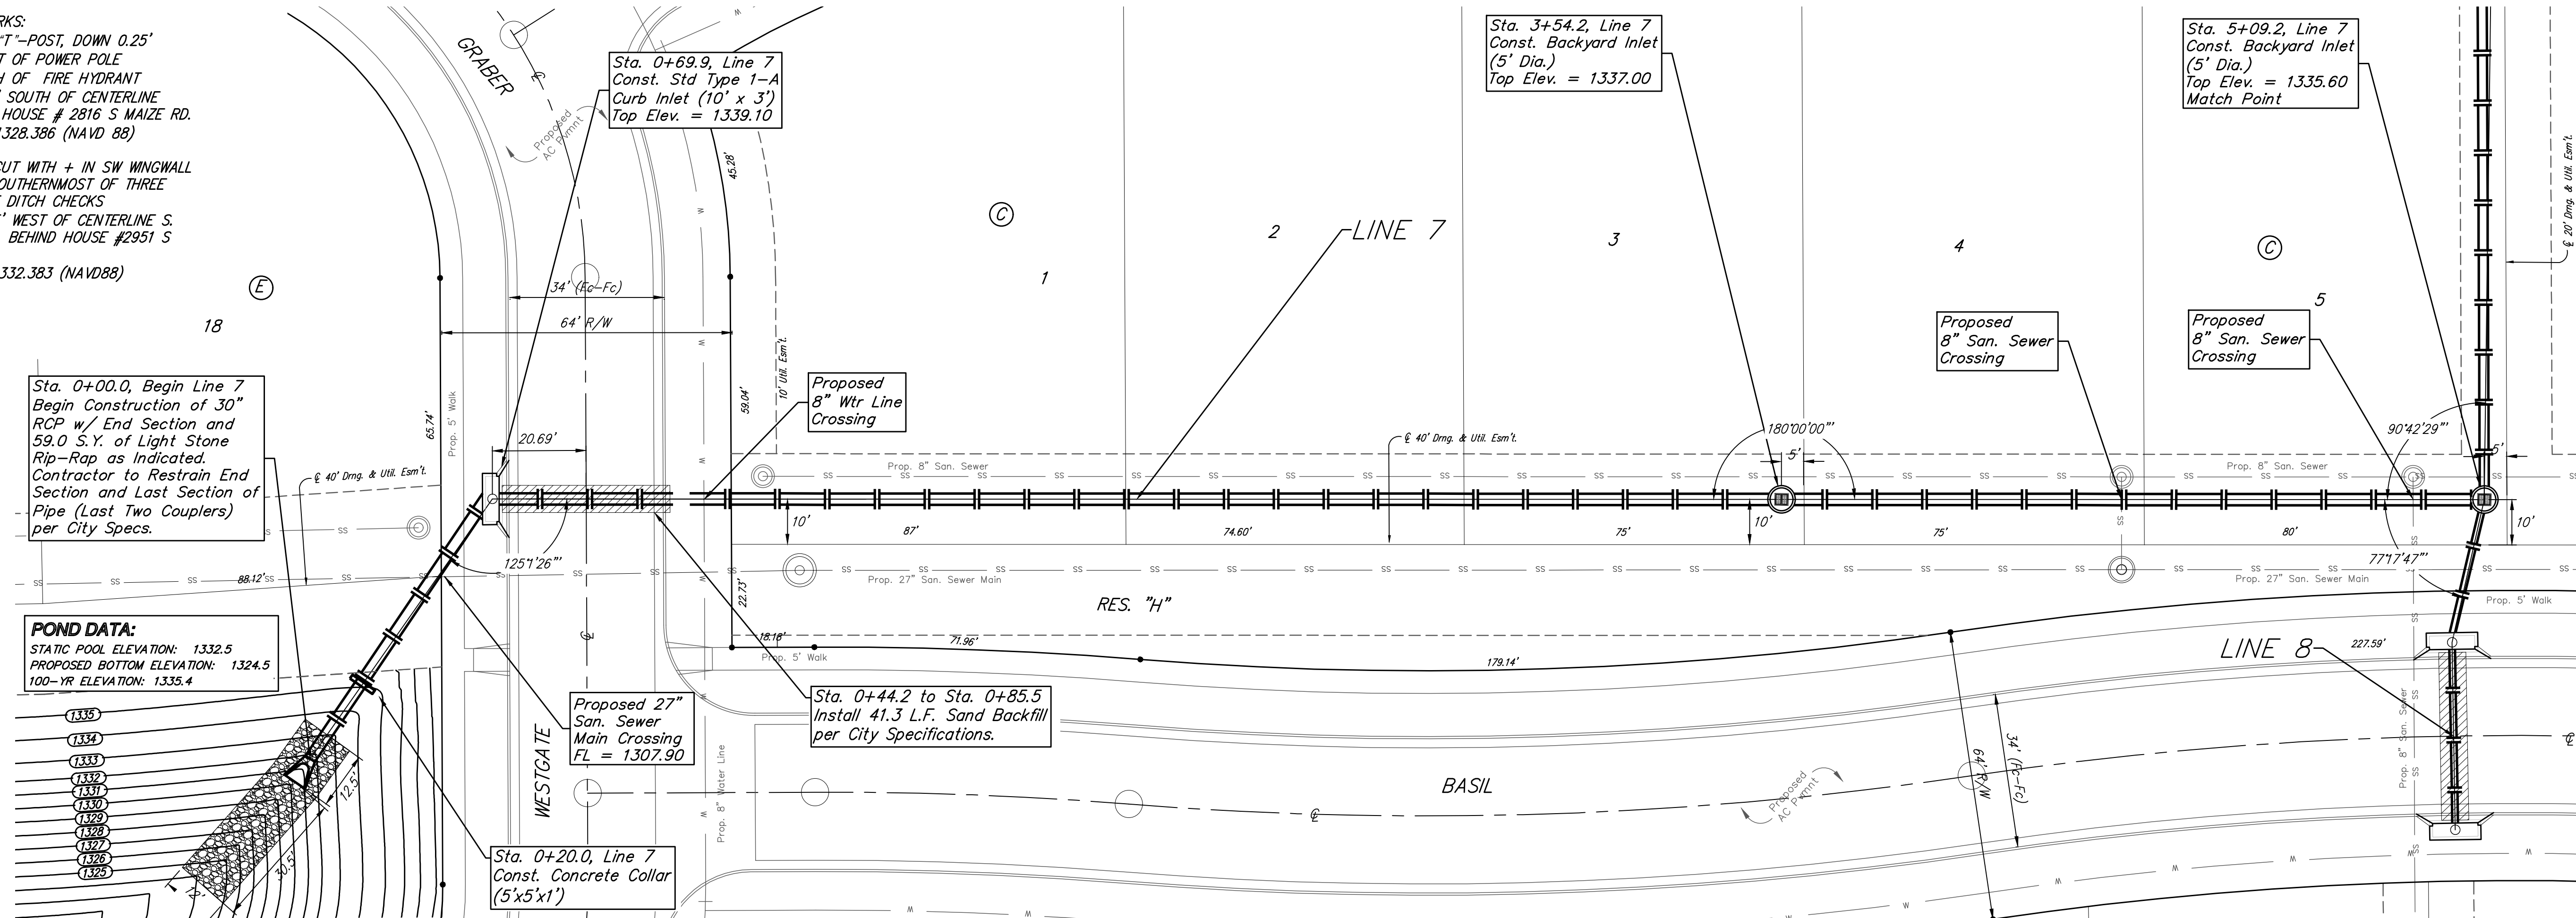 RKS:
"T"-POST, DOWN 0.25'
T OF POWER POLE
H OF FIRE HYDRANT
' SOUTH OF CENTERLINE
HOUSE # 2816 S MAIZE RD.
1328.386 (NAVD 88)
CUT WITH + IN SW WINGWALL
OUTHERNMOST OF THREE
DITCH CHECKS
' WEST OF CENTERLINE S.
BEHIND HOUSE #2951 S
332.383 (NAVD88)
E
18
GRABER
℄
Proposed
AC Pvmnt
Sta. 0+69.9, Line 7
Const. Std Type 1-A
Curb Inlet (10' x 3')
Top Elev. = 1339.10
45.28'
34' (Fc-Fc)
64' R/W
C
1
2
LINE 7
Sta. 3+54.2, Line 7
Const. Backyard Inlet
(5' Dia.)
Top Elev. = 1337.00
3
4
C
5
Sta. 5+09.2, Line 7
Const. Backyard Inlet
(5' Dia.)
Top Elev. = 1335.60
Match Point
℄ 20' Drng. & Util. Esm't.
Proposed
8" San. Sewer
Crossing
Proposed
8" San. Sewer
Crossing
Sta. 0+00.0, Begin Line 7
Begin Construction of 30"
RCP w/ End Section and
59.0 S.Y. of Light Stone
Rip-Rap as Indicated.
Contractor to Restrain End
Section and Last Section of
Pipe (Last Two Couplers)
per City Specs.
65.74'
Prop. 5' Walk
59.04'
10' Util. Esm't.
Proposed
8" Wtr Line
Crossing
20.69'
℄ 40' Drng. & Util. Esm't.
℄ 40' Drng. & Util. Esm't.
Prop. 8" San. Sewer
180°00'00"
5'
90°42'29"
5'
Prop. 8" San. Sewer
10'
87'
74.60'
75'
10'
75'
80'
10'
125°1'26"
77°17'47"
88.12'
Prop. 27" San. Sewer Main
Prop. 27" San. Sewer Main
Prop. 5' Walk
22.73'
RES. "H"
18.16'
71.96'
179.14'
227.59'
Prop. 5' Walk
LINE 8
POND DATA:
STATIC POOL ELEVATION: 1332.5
PROPOSED BOTTOM ELEVATION: 1324.5
100-YR ELEVATION: 1335.4
℄
Proposed 27"
San. Sewer
Main Crossing
FL = 1307.90
Sta. 0+44.2 to Sta. 0+85.5
Install 41.3 L.F. Sand Backfill
per City Specifications.
1335
1334
1333
1332
1331
1330
1329
1328
1327
1326
1325
12.5'
30.5'
12'
WESTGATE
Prop. 8" Water Line
BASIL
℄
Proposed
AC Pvmnt
64' R/W
34' (Fc-Fc)
Prop. 8" San. Sewer
℄
Sta. 0+20.0, Line 7
Const. Concrete Collar
(5'x5'x1')